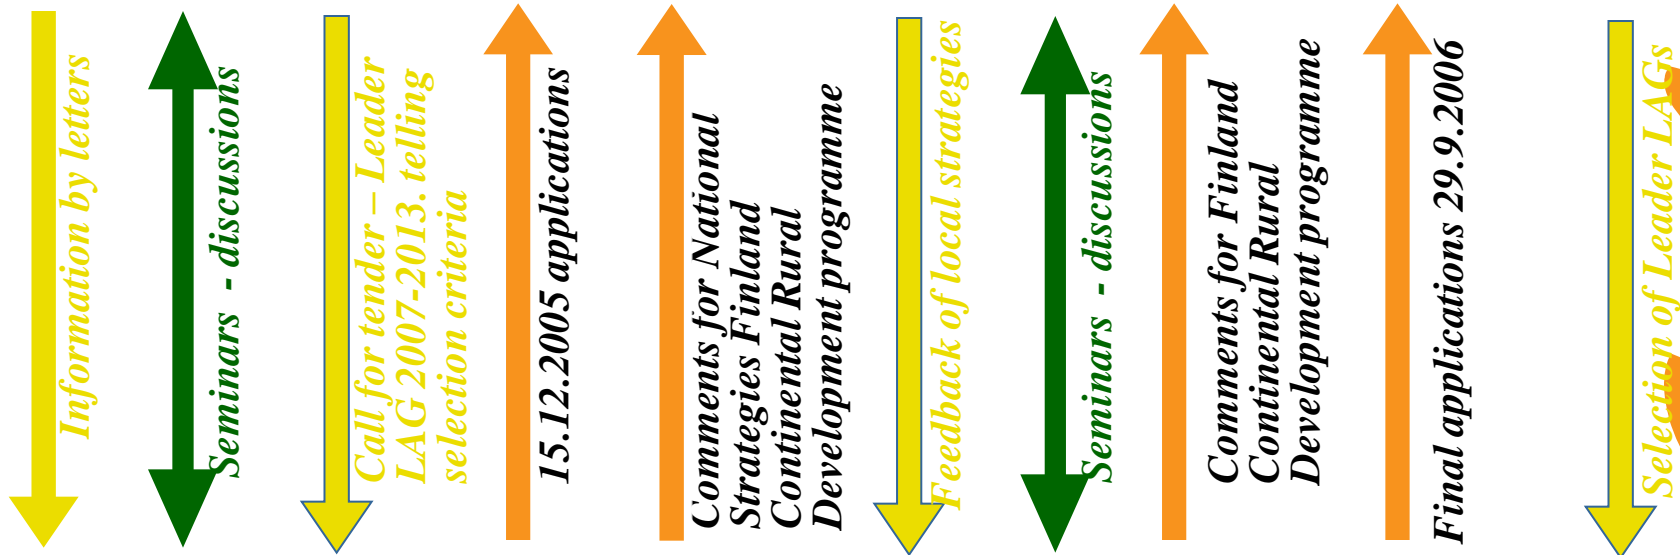 Information by letters
Seminars - discussions
Call for tender – Leader
LAG 2007-2013. telling
selection criteria
15.12.2005 applications
Comments for National
Strategies Finland
Continental Rural
Development programme
Feedback of local strategies
Seminars - discussions
Comments for Finland
Continental Rural
Development programme
Final applications 29.9.2006
Selection of Leader LAGs